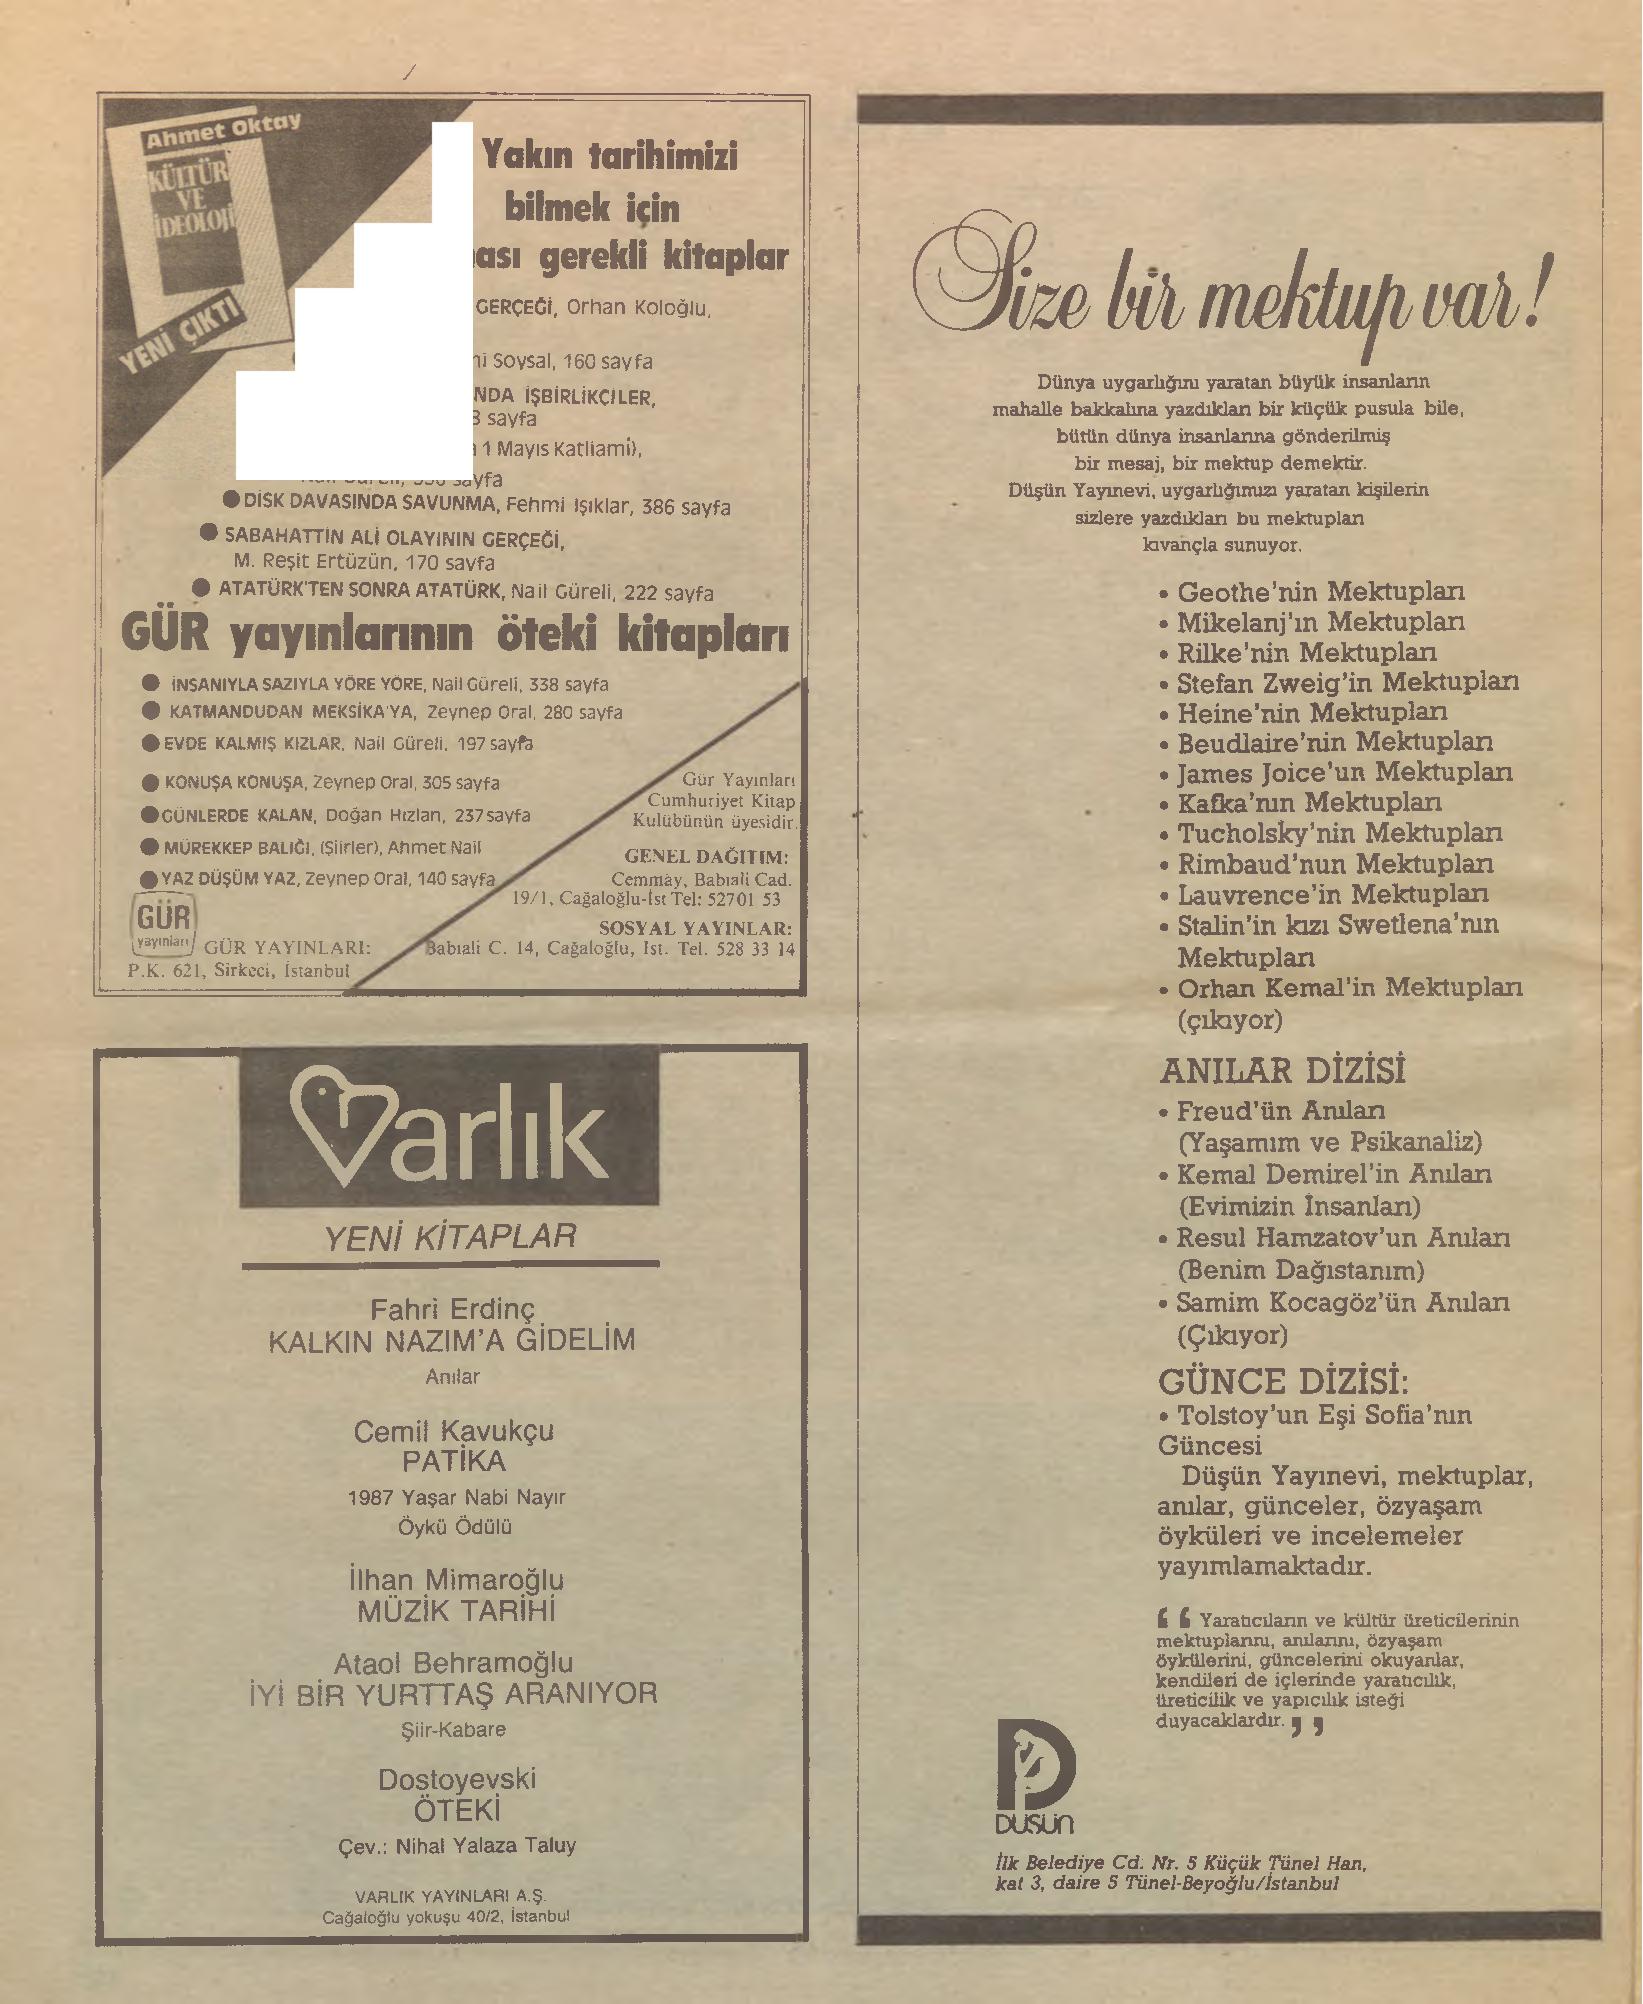 Ahmet Oktay
KÜLTÜR
VE
İDEOLOJİ
YENİ ÇIKTI
Yakın tarihimizi
bilmek için
gerekli kitaplar
GERÇEĞİ, Orhan Koloğlu,
Soysal, 160 sayfa
İŞBİRLİKÇİLER,
sayfa
1 Mayıs Katliamı),
● DİSK DAVASINDA SAVUNMA, Fehmi Işıklar, 386 sayfa
● SABAHATTİN ALİ OLAYININ GERÇEĞİ,
M. Reşit Ertüzün, 170 sayfa
● ATATÜRK'TEN SONRA ATATÜRK, Nail Güreli, 222 sayfa
GÜR yayınlarının öteki kitapları
● İNSANIYLA SAZIYLA YÖRE YÖRE, Nail Güreli, 338 sayfa
● KATMANDUDAN MEKSİKA'YA, Zeynep Oral, 280 sayfa
● EVDE KALMIŞ KIZLAR, Nail Güreli, 197 sayfa
● KONUŞA KONUŞA, Zeynep Oral, 305 sayfa
● GÜNLERDE KALAN, Doğan Hızlan, 237 sayfa
● MÜREKKEP BALIĞI, (Şiirler), Ahmet Nail
● YAZ DÜŞÜM YAZ, Zeynep Oral, 140 sayfa
GÜR
yayınları
GÜR YAYINLARI:
P.K. 621, Sirkeci, İstanbul
Gür Yayınları
Cumhuriyet Kitap
Kulübünün üyesidir.
GENEL DAĞITIM:
Cemmay, Babıali Cad.
19/1, Cağaloğlu-İst Tel: 52701 53
SOSYAL YAYINLAR:
Babıali C. 14, Cağaloğlu, İst. Tel. 528 33 14
Varlık
YENİ KİTAPLAR
Fahri Erdinç
KALKIN NAZIM'A GİDELİM
Anılar
Cemil Kavukçu
PATİKA
1987 Yaşar Nabi Nayır
Öykü Ödülü
İlhan Mimaroğlu
MÜZİK TARİHİ
Ataol Behramoğlu
İYİ BİR YURTTAŞ ARANIYOR
Şiir-Kabare
Dostoyevski
ÖTEKİ
Çev.: Nihal Yalaza Taluy
VARLIK YAYINLARI A.Ş.
Cağaloğlu yokuşu 40/2, İstanbul
Size bir mektup var!
Dünya uygarlığını yaratan büyük insanların
mahalle bakkalına yazdıkları bir küçük pusula bile,
bütün dünya insanlarına gönderilmiş
bir mesaj, bir mektup demektir.
Düşün Yayınevi, uygarlığımızı yaratan kişilerin
sizlere yazdıkları bu mektupları
kıvançla sunuyor.
• Geothe'nin Mektupları
• Mikelanj'ın Mektupları
• Rilke'nin Mektupları
• Stefan Zweig'in Mektupları
• Heine'nin Mektupları
• Beudlaire'nin Mektupları
• James Joice'un Mektupları
• Kafka'nın Mektupları
• Tucholsky'nin Mektupları
• Rimbaud'nun Mektupları
• Lauvrence'in Mektupları
• Stalin'in kızı Swetlena'nın
Mektupları
• Orhan Kemal'in Mektupları
(çıkıyor)
ANILAR DİZİSİ
• Freud'ün Anıları
(Yaşamım ve Psikanaliz)
• Kemal Demirel'in Anıları
(Evimizin İnsanları)
• Resul Hamzatov'un Anıları
(Benim Dağıstanım)
• Samim Kocagöz'ün Anıları
(Çıkıyor)
GÜNCE DİZİSİ:
• Tolstoy'un Eşi Sofia'nın
Güncesi
Düşün Yayınevi, mektuplar,
anılar, günceler, özyaşam
öyküleri ve incelemeler
yayımlamaktadır.
“ Yaratıcıların ve kültür üreticilerinin
mektuplarını, anılarını, özyaşam
öykülerini, güncelerini okuyanlar,
kendileri de içlerinde yaratıcılık,
üreticilik ve yapıcılık isteği
duyacaklardır. ”
DÜŞÜN
İlk Belediye Cd. Nr. 5 Küçük Tünel Han,
kat 3, daire 5 Tünel-Beyoğlu/İstanbul